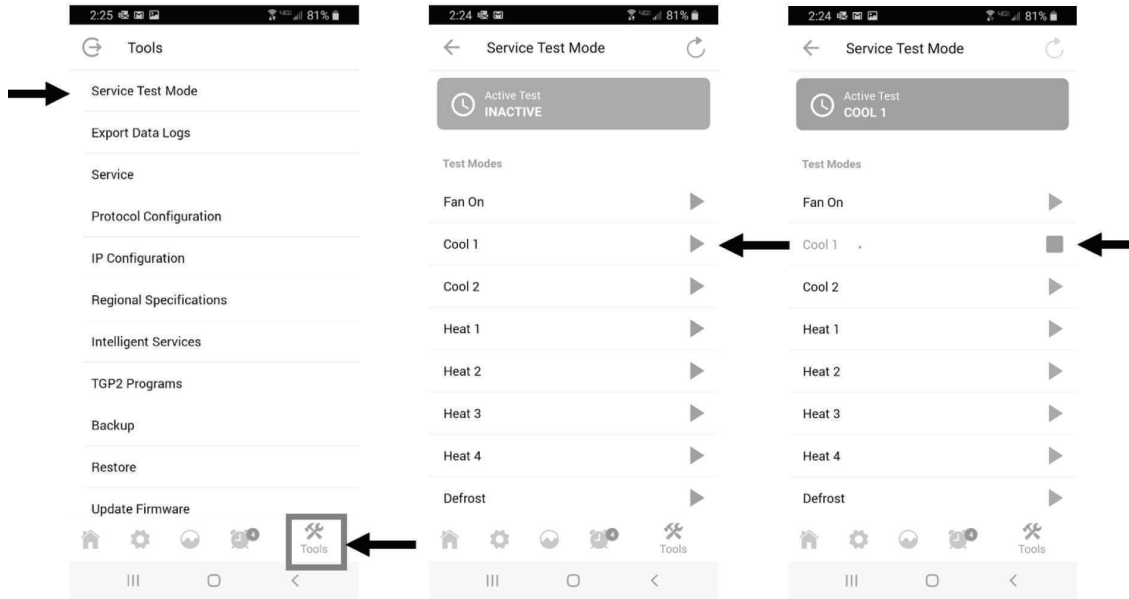 2:25
81%
Tools
Service Test Mode
Export Data Logs
Service
Protocol Configuration
IP Configuration
Regional Specifications
Intelligent Services
TGP2 Programs
Backup
Restore
Update Firmware
4
Tools
2:24
81%
Service Test Mode
Active Test
INACTIVE
Test Modes
Fan On
Cool 1
Cool 2
Heat 1
Heat 2
Heat 3
Heat 4
Defrost
4
Tools
2:24
81%
Service Test Mode
Active Test
COOL 1
Test Modes
Fan On
Cool 1
Cool 2
Heat 1
Heat 2
Heat 3
Heat 4
Defrost
4
Tools